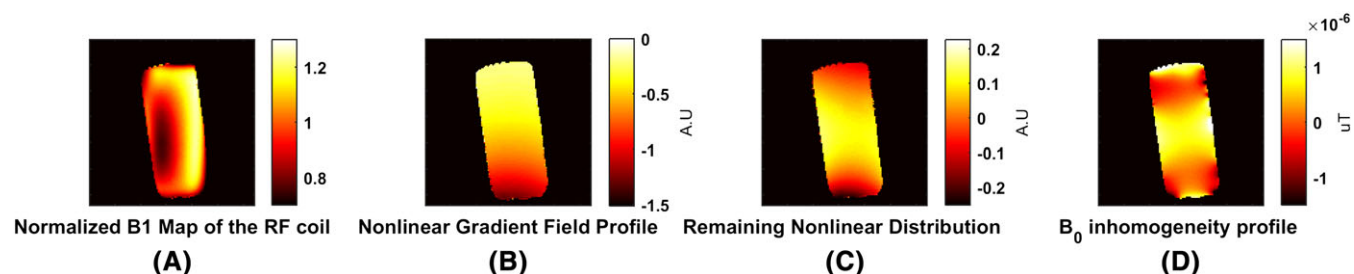 ×10⁻⁶
1.2
1
0.8
0
-0.5
-1
-1.5
A.U
0.2
0.1
0
-0.1
-0.2
A.U
1
0
-1
uT
Normalized B1 Map of the RF coil
Nonlinear Gradient Field Profile
Remaining Nonlinear Distribution
B₀ inhomogeneity profile
(A)
(B)
(C)
(D)